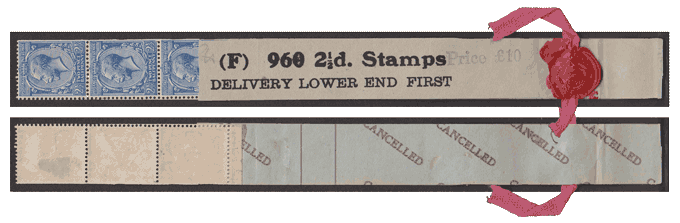 (F) 960 2½d. Stamps
Price £10
DELIVERY LOWER END FIRST
CANCELLED
CANCELLED
CANCELLED
CANCELLED